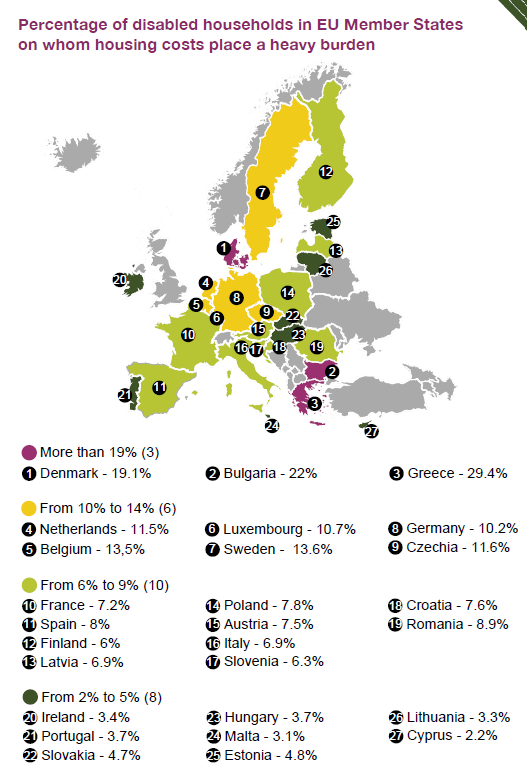 Percentage of disabled households in EU Member States
on whom housing costs place a heavy burden
12
7
25
1
13
26
20
4
8
14
5
6
9
22
15
23
10
16
17
18
19
11
2
21
3
24
27
More than 19% (3)
1 Denmark - 19.1%
2 Bulgaria - 22%
3 Greece - 29.4%
From 10% to 14% (6)
4 Netherlands - 11.5%
6 Luxembourg - 10.7%
8 Germany - 10.2%
5 Belgium - 13,5%
7 Sweden - 13.6%
9 Czechia - 11.6%
From 6% to 9% (10)
10 France - 7.2%
14 Poland - 7.8%
18 Croatia - 7.6%
11 Spain - 8%
15 Austria - 7.5%
19 Romania - 8.9%
12 Finland - 6%
16 Italy - 6.9%
13 Latvia - 6.9%
17 Slovenia - 6.3%
From 2% to 5% (8)
20 Ireland - 3.4%
23 Hungary - 3.7%
26 Lithuania - 3.3%
21 Portugal - 3.7%
24 Malta - 3.1%
27 Cyprus - 2.2%
22 Slovakia - 4.7%
25 Estonia - 4.8%